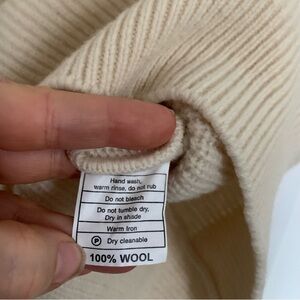 Hand wash,
warm rinse, do not rub
Do not bleach
Do not tumble dry,
Dry in shade
Warm Iron
P Dry cleanable
100% WOOL